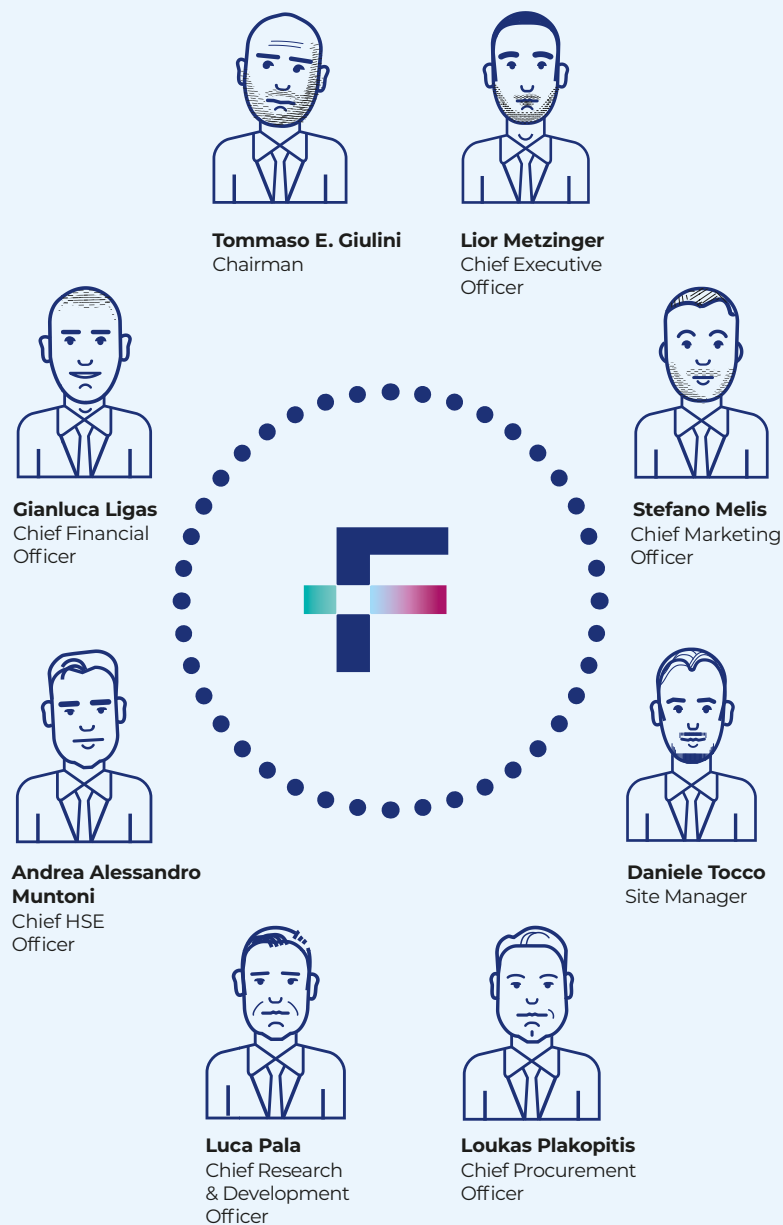 Tommaso E. Giulini
Chairman
Lior Metzinger
Chief Executive
Officer
Gianluca Ligas
Chief Financial
Officer
Stefano Melis
Chief Marketing
Officer
Andrea Alessandro
Muntoni
Chief HSE
Officer
Daniele Tocco
Site Manager
Luca Pala
Chief Research
& Development
Officer
Loukas Plakopitis
Chief Procurement
Officer